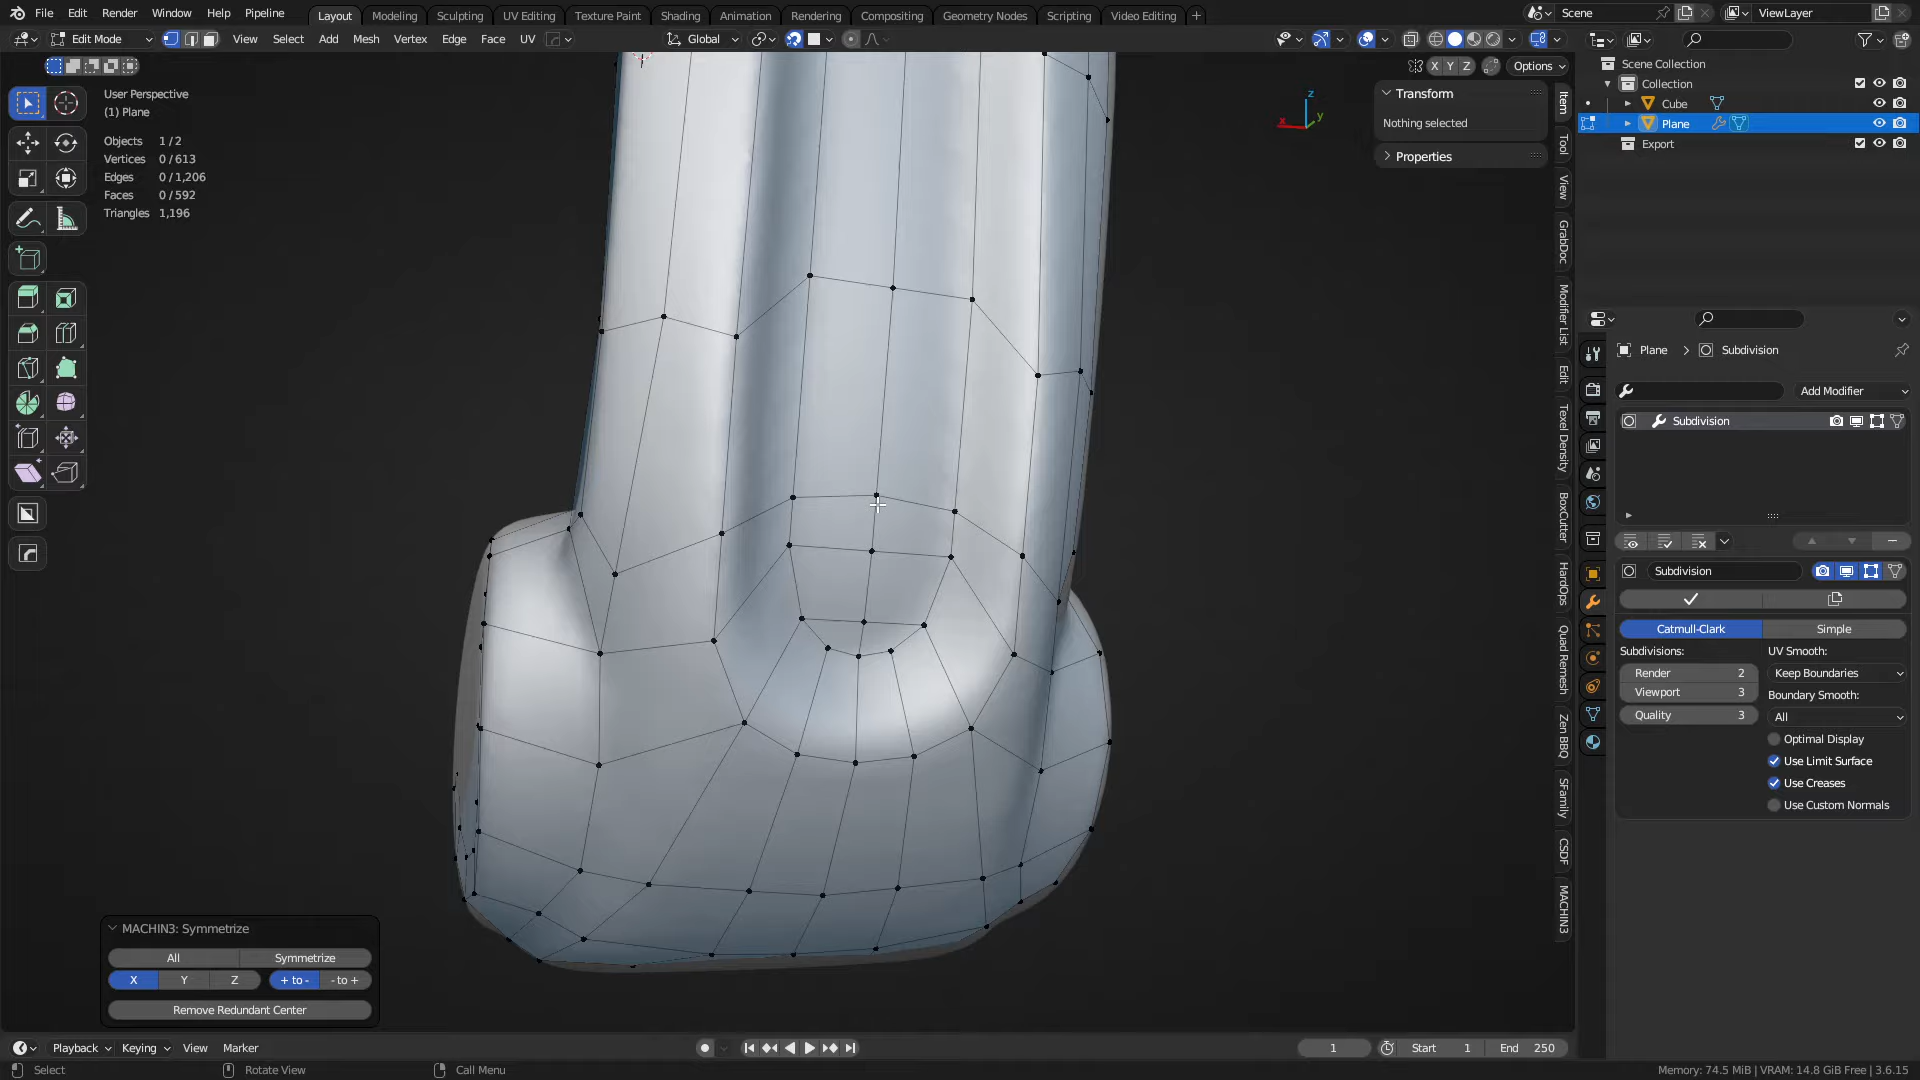 File Edit Render Window Help Pipeline Layout Modeling Sculpting UV Editing Texture Paint Shading Animation Rendering Compositing Geometry Nodes Scripting Video Editing + Scene ViewLayer
Edit Mode View Select Add Mesh Vertex Edge Face UV Global
X Y Z Options
User Perspective
(1) Plane
Objects 1 / 2
Vertices 0 / 613
Edges 0 / 1,206
Faces 0 / 592
Triangles 1,196
Z
X
Y
Transform
Nothing selected
Properties
Item
Tool
View
GrabDoc
Modifier List
Edit
Texel Density
BoxCutter
HardOps
Quad Remesh
Zen BBQ
SFamily
CSDF
MACHIN3
Scene Collection
Collection
Cube
Plane
Export
Plane > Subdivision
Add Modifier
Subdivision
Subdivision
Catmull-Clark Simple
Subdivisions: UV Smooth:
Render 2 Keep Boundaries
Viewport 3 Boundary Smooth:
Quality 3 All
Optimal Display
Use Limit Surface
Use Creases
Use Custom Normals
MACHIN3: Symmetrize
All Symmetrize
X Y Z + to - - to +
Remove Redundant Center
Playback Keying View Marker 1 Start 1 End 250
Select Rotate View Call Menu Memory: 74.5 MiB | VRAM: 14.8 GiB Free | 3.6.15